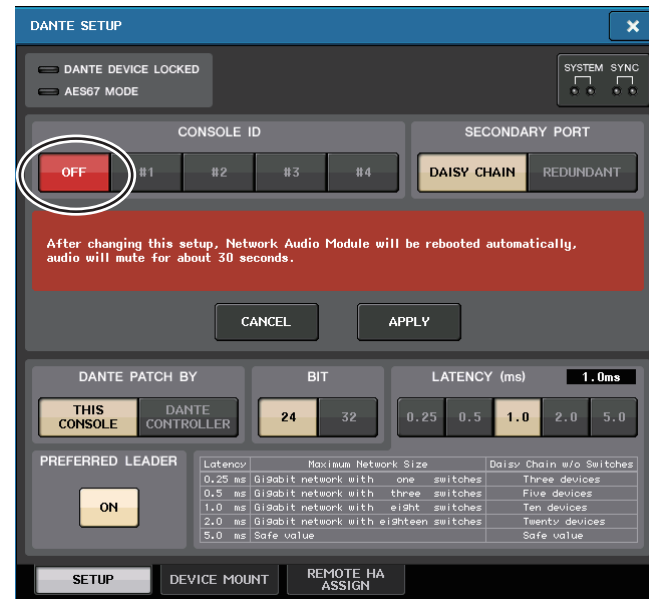 DANTE SETUP
×
DANTE DEVICE LOCKED
AES67 MODE
SYSTEM SYNC
CONSOLE ID
OFF #1 #2 #3 #4
SECONDARY PORT
DAISY CHAIN REDUNDANT
After changing this setup, Network Audio Module will be rebooted automatically,
audio will mute for about 30 seconds.
CANCEL APPLY
DANTE PATCH BY
THIS
CONSOLE
DANTE
CONTROLLER
BIT
24 32
LATENCY (ms) 1.0ms
0.25 0.5 1.0 2.0 5.0
PREFERRED LEADER
ON
Latency Maximum Network Size Daisy Chain w/o Switches
0.25 ms Gigabit network with one switches Three devices
0.5 ms Gigabit network with three switches Five devices
1.0 ms Gigabit network with eight switches Ten devices
2.0 ms Gigabit network with eighteen switches Twenty devices
5.0 ms Safe value Safe value
SETUP
DEVICE MOUNT
REMOTE HA
ASSIGN